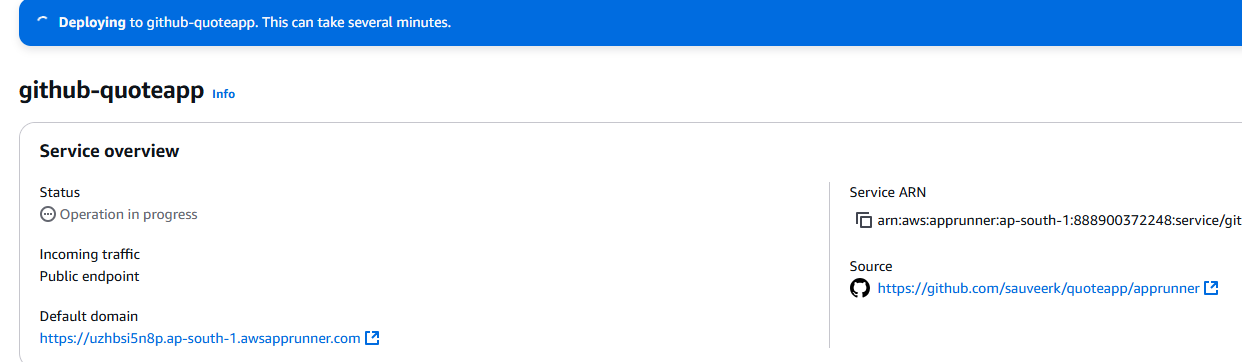 Deploying to github-quoteapp. This can take several minutes.
github-quoteapp Info
Service overview
Status
Operation in progress
Incoming traffic
Public endpoint
Default domain
https://uzhbsi5n8p.ap-south-1.awsapprunner.com
Service ARN
arn:aws:apprunner:ap-south-1:888900372248:service/git
Source
https://github.com/sauveerk/quoteapp/apprunner